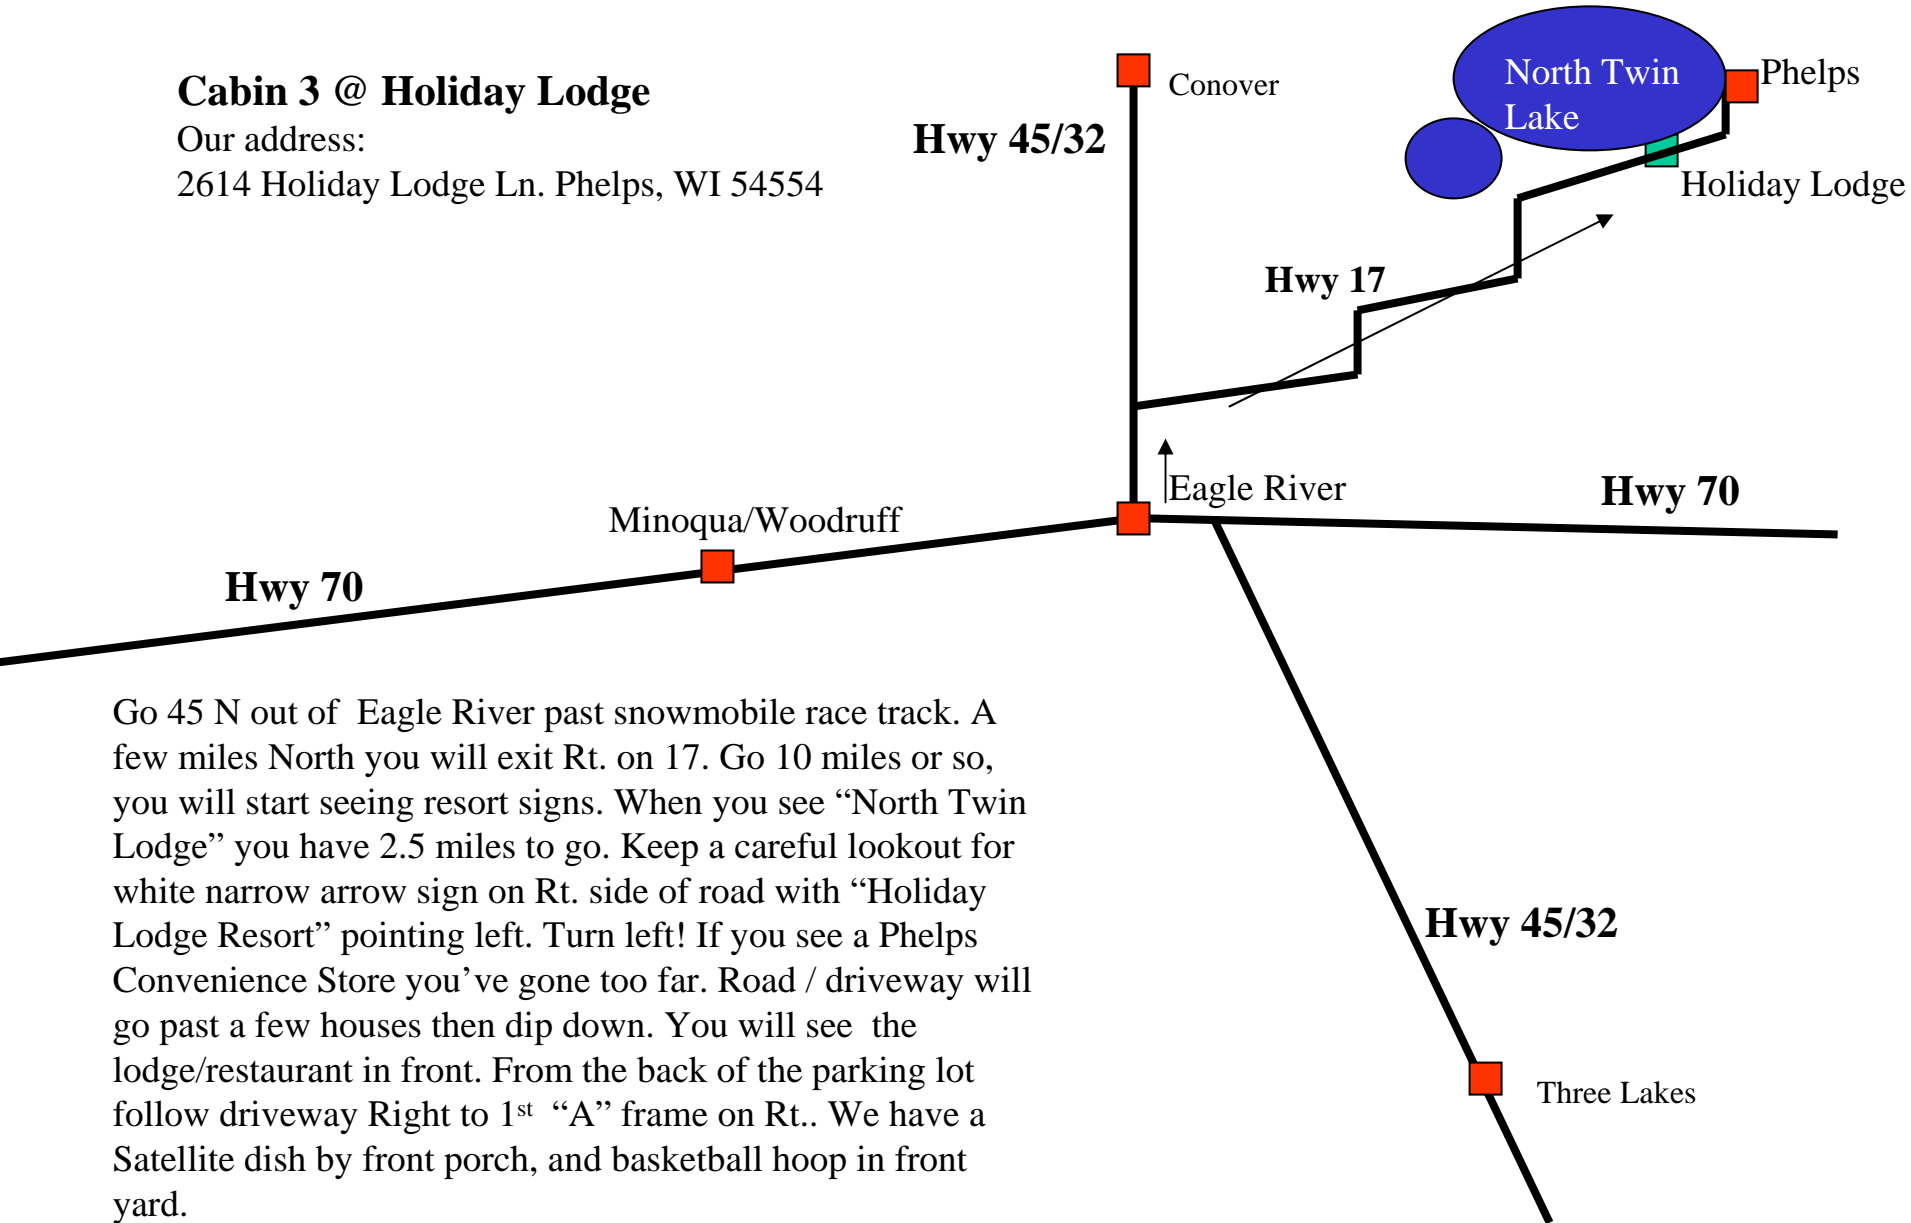 Cabin 3 @ Holiday Lodge
Our address:
2614 Holiday Lodge Ln. Phelps, WI 54554
Hwy 45/32
Conover
North Twin
Lake
Phelps
Holiday Lodge
Hwy 17
Eagle River
Hwy 70
Minoqua/Woodruff
Hwy 70
Go 45 N out of  Eagle River past snowmobile race track. A
few miles North you will exit Rt. on 17. Go 10 miles or so,
you will start seeing resort signs. When you see “North Twin
Lodge” you have 2.5 miles to go. Keep a careful lookout for
white narrow arrow sign on Rt. side of road with “Holiday
Lodge Resort” pointing left. Turn left! If you see a Phelps
Convenience Store you’ve gone too far. Road / driveway will
go past a few houses then dip down. You will see  the
lodge/restaurant in front. From the back of the parking lot
follow driveway Right to 1st  “A” frame on Rt.. We have a
Satellite dish by front porch, and basketball hoop in front
yard.
Hwy 45/32
Three Lakes